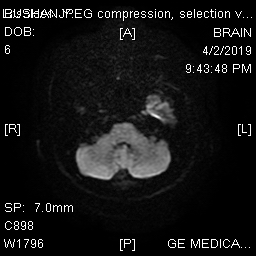 JPEG compression, selection v...
DOB:
[A]
BRAIN
6
4/2/2019
9:43:48 PM
[R]
[L]
SP: 7.0mm
C898
W1796
[P]
GE MEDICA...